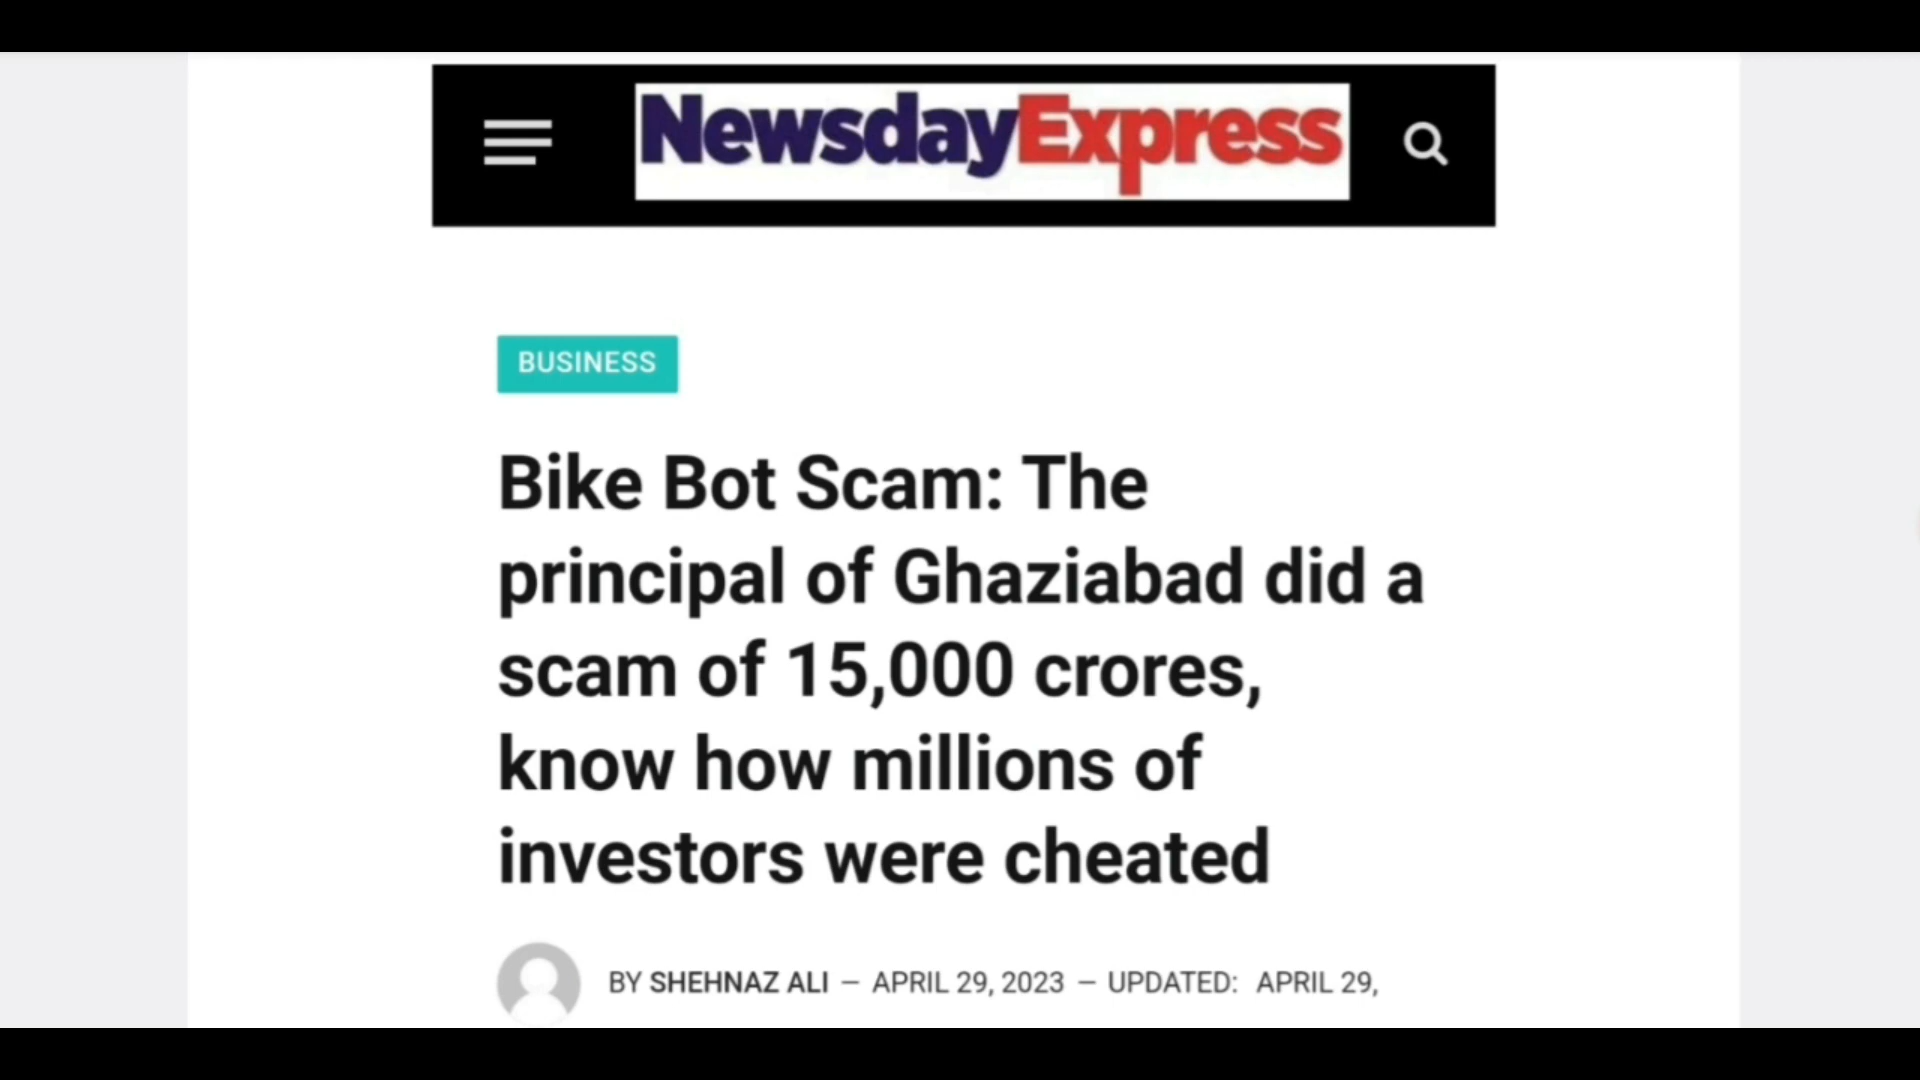 NewsdayExpress
BUSINESS
Bike Bot Scam: The
principal of Ghaziabad did a
scam of 15,000 crores,
know how millions of
investors were cheated
BY SHEHNAZ ALI — APRIL 29, 2023 — UPDATED: APRIL 29,